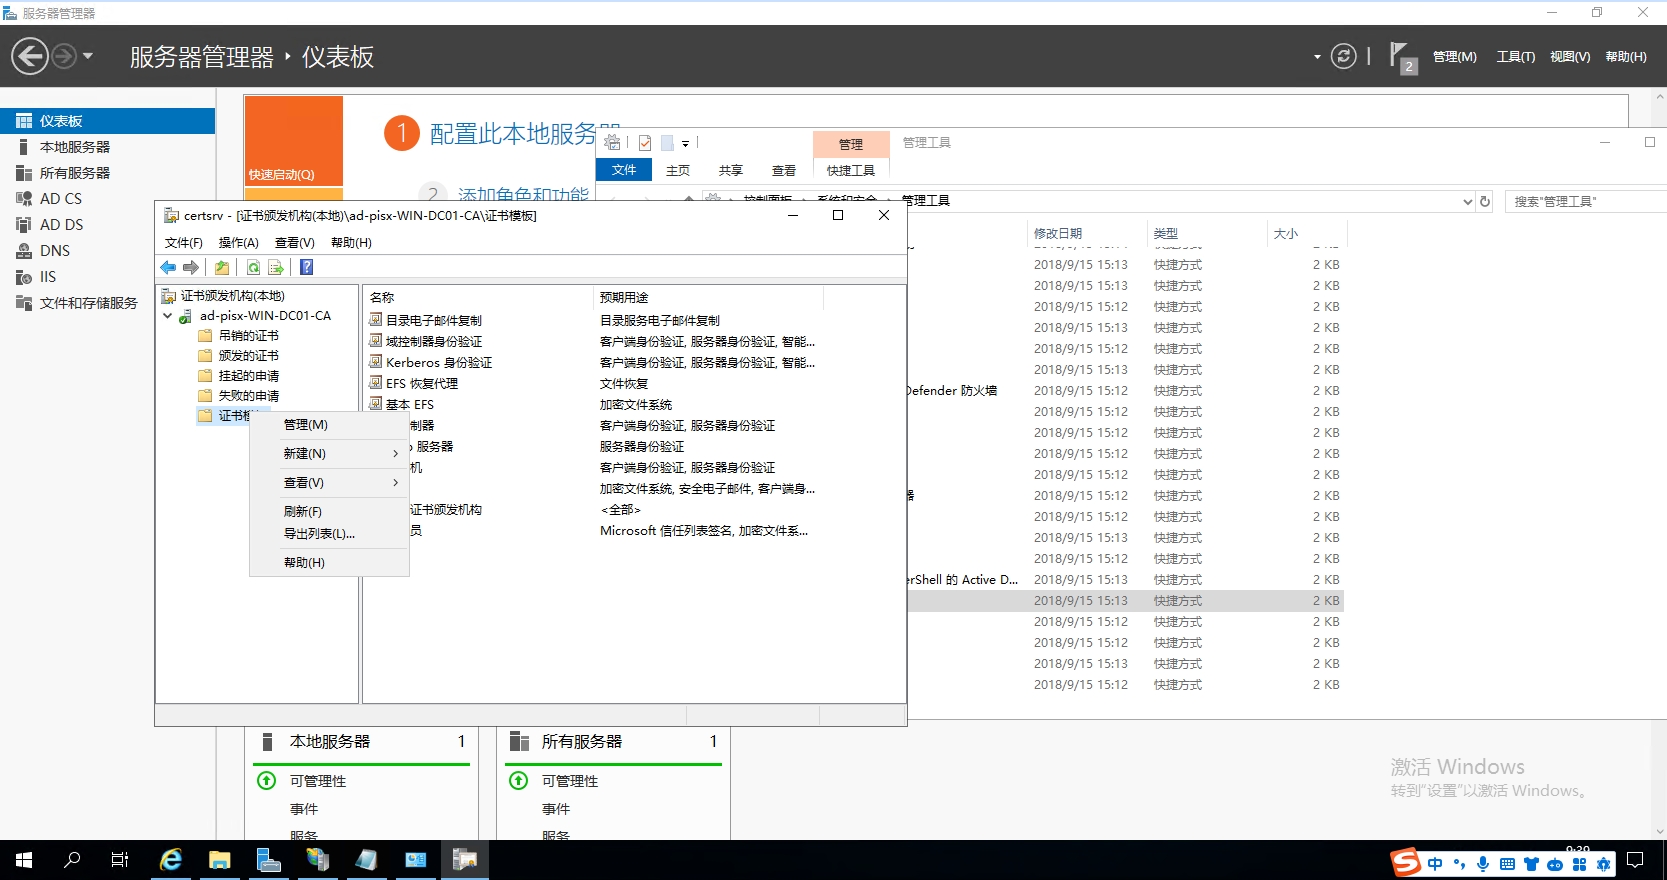 服务器管理器
服务器管理器 · 仪表板
2
管理(M) 工具(T) 视图(V) 帮助(H)
仪表板
本地服务器
所有服务器
AD CS
AD DS
DNS
IIS
文件和存储服务
快速启动(Q)
1 配置此本地服务器
2 添加角色和功能
管理 管理工具
文件 主页 共享 查看 快捷工具
控制面板 系统和安全 管理工具
搜索"管理工具"
修改日期 类型 大小
2018/9/15 15:13 快捷方式 2 KB
2018/9/15 15:13 快捷方式 2 KB
2018/9/15 15:12 快捷方式 2 KB
2018/9/15 15:13 快捷方式 2 KB
2018/9/15 15:12 快捷方式 2 KB
2018/9/15 15:13 快捷方式 2 KB
Defender 防火墙 2018/9/15 15:12 快捷方式 2 KB
2018/9/15 15:12 快捷方式 2 KB
2018/9/15 15:12 快捷方式 2 KB
2018/9/15 15:13 快捷方式 2 KB
2018/9/15 15:12 快捷方式 2 KB
2018/9/15 15:12 快捷方式 2 KB
2018/9/15 15:12 快捷方式 2 KB
2018/9/15 15:13 快捷方式 2 KB
2018/9/15 15:12 快捷方式 2 KB
erShell 的 Active D... 2018/9/15 15:13 快捷方式 2 KB
2018/9/15 15:13 快捷方式 2 KB
2018/9/15 15:12 快捷方式 2 KB
2018/9/15 15:12 快捷方式 2 KB
2018/9/15 15:13 快捷方式 2 KB
2018/9/15 15:12 快捷方式 2 KB
certsrv - [证书颁发机构(本地)\ad-pisx-WIN-DC01-CA\证书模板]
文件(F) 操作(A) 查看(V) 帮助(H)
证书颁发机构(本地)
ad-pisx-WIN-DC01-CA
吊销的证书
颁发的证书
挂起的申请
失败的申请
证书模
名称 预期用途
目录电子邮件复制 目录服务电子邮件复制
域控制器身份验证 客户端身份验证, 服务器身份验证, 智能...
Kerberos 身份验证 客户端身份验证, 服务器身份验证, 智能...
EFS 恢复代理 文件恢复
基本 EFS 加密文件系统
制器 客户端身份验证, 服务器身份验证
服务器 服务器身份验证
机 客户端身份验证, 服务器身份验证
加密文件系统, 安全电子邮件, 客户端身...
证书颁发机构 <全部>
员 Microsoft 信任列表签名, 加密文件系...
管理(M)
新建(N)
查看(V)
刷新(F)
导出列表(L)...
帮助(H)
本地服务器 1
可管理性
事件
服务
所有服务器 1
可管理性
事件
服务
激活 Windows
转到"设置"以激活 Windows。
中